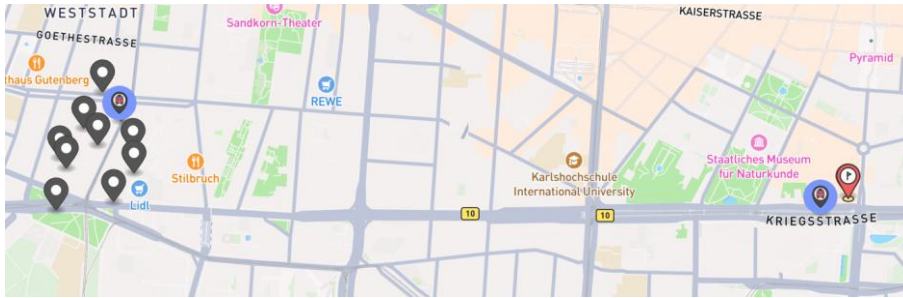 WESTSTADT
GOETHESTRASSE
thaus Gutenberg
Sandkorn-Theater
REWE
Stilbruch
Lidl
10
Karlshochschule
International University
10
KAISERSTRASSE
Pyramid
Staatliches Museum
für Naturkunde
KRIEGSSTRASSE